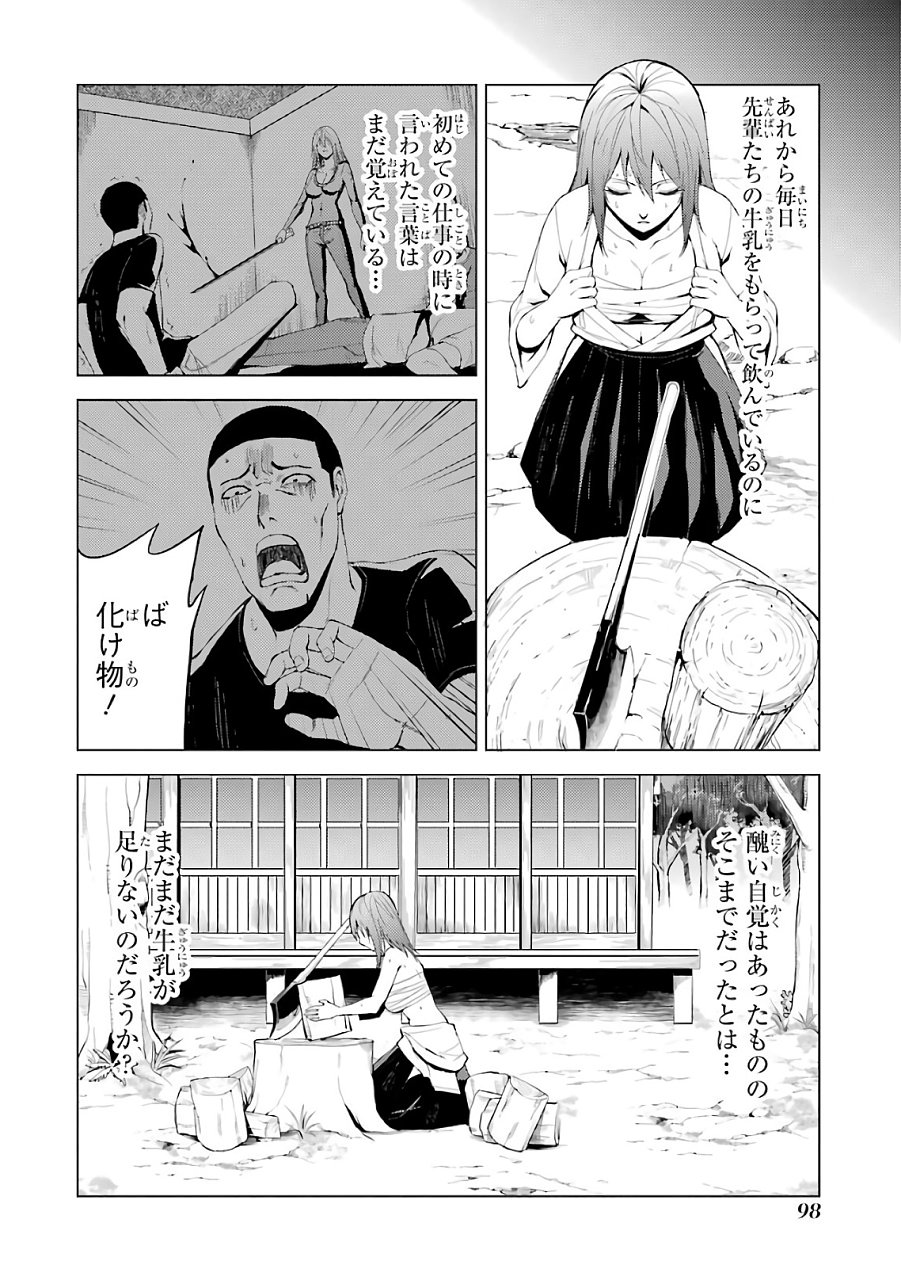 あれから毎日
先輩たちの牛乳をもらって飲んでいるのに
初めての仕事の時に
言われた言葉は
まだ覚えている…
ば
化け物！
醜い自覚はあったものの
そこまでだったとは…
まだまだ牛乳が
足りないのだろうか？
98